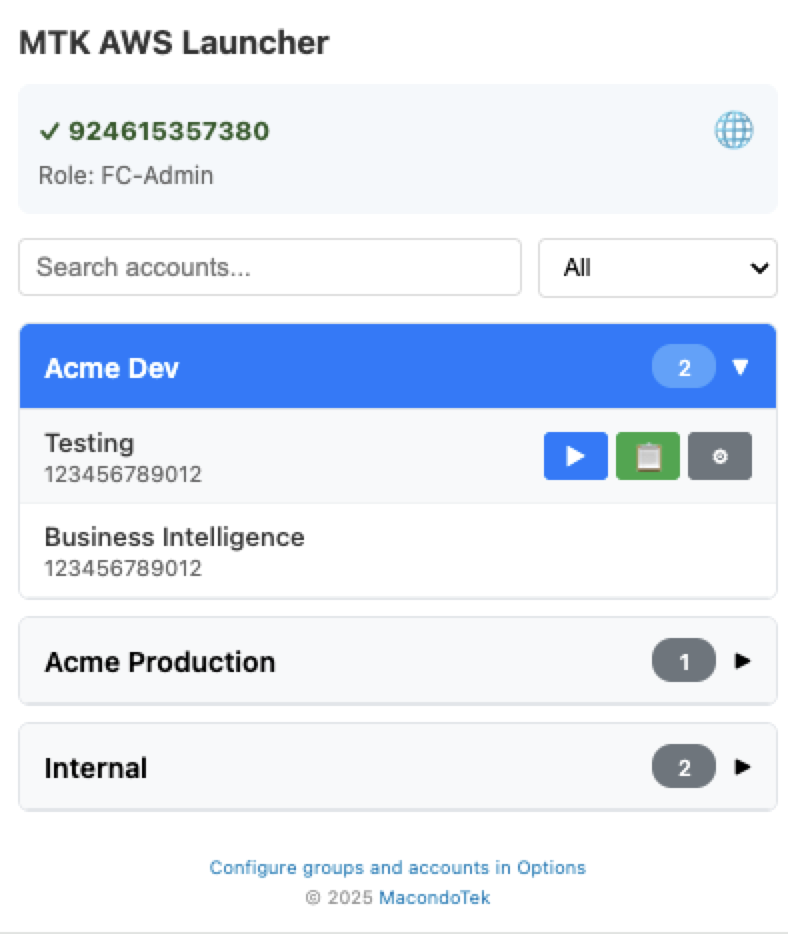 MTK AWS Launcher
✓ 924615357380
Role: FC-Admin
Search accounts...
All
Acme Dev
2
Testing
123456789012
Business Intelligence
123456789012
Acme Production
1
Internal
2
Configure groups and accounts in Options
© 2025 MacondoTek